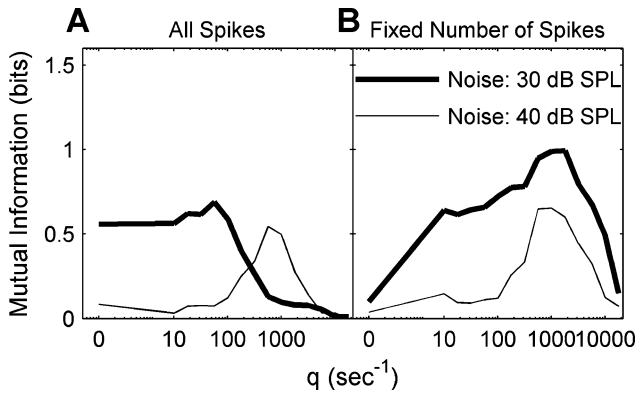 A
All Spikes
B
Fixed Number of Spikes
Mutual Information (bits)
1.5
1
0.5
0
Noise: 30 dB SPL
Noise: 40 dB SPL
0 10 100 1000
0 10 100 1000 10000
q (sec⁻¹)